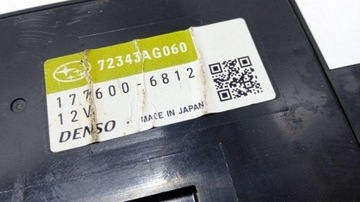 72343AG060
177600-6812
12V
DENSO MADE IN JAPAN